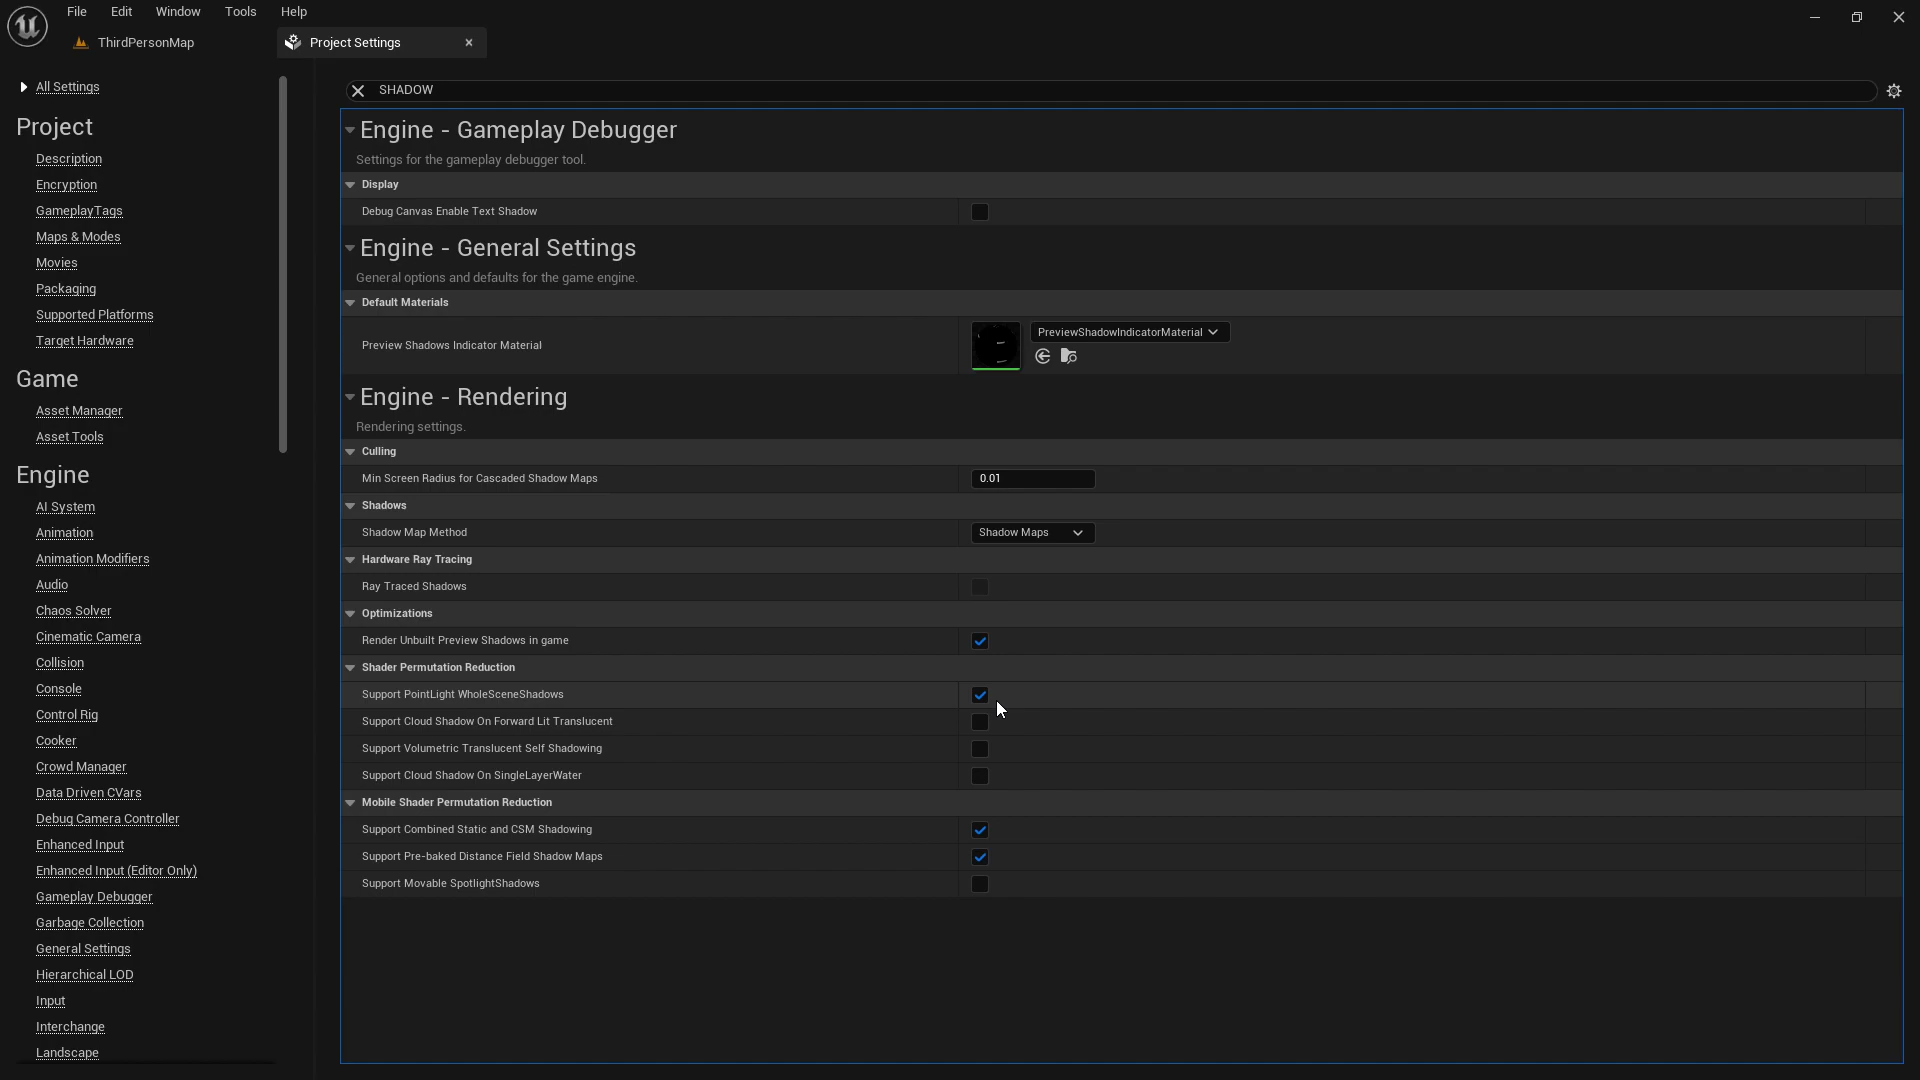 File Edit Window Tools Help
ThirdPersonMap Project Settings
All Settings
Project
Description
Encryption
GameplayTags
Maps & Modes
Movies
Packaging
Supported Platforms
Target Hardware
Game
Asset Manager
Asset Tools
Engine
AI System
Animation
Animation Modifiers
Audio
Chaos Solver
Cinematic Camera
Collision
Console
Control Rig
Cooker
Crowd Manager
Data Driven CVars
Debug Camera Controller
Enhanced Input
Enhanced Input (Editor Only)
Gameplay Debugger
Garbage Collection
General Settings
Hierarchical LOD
Input
Interchange
Landscape
SHADOW
Engine - Gameplay Debugger
Settings for the gameplay debugger tool.
Display
Debug Canvas Enable Text Shadow
Engine - General Settings
General options and defaults for the game engine.
Default Materials
Preview Shadows Indicator Material PreviewShadowIndicatorMaterial
Engine - Rendering
Rendering settings.
Culling
Min Screen Radius for Cascaded Shadow Maps 0.01
Shadows
Shadow Map Method Shadow Maps
Hardware Ray Tracing
Ray Traced Shadows
Optimizations
Render Unbuilt Preview Shadows in game
Shader Permutation Reduction
Support PointLight WholeSceneShadows
Support Cloud Shadow On Forward Lit Translucent
Support Volumetric Translucent Self Shadowing
Support Cloud Shadow On SingleLayerWater
Mobile Shader Permutation Reduction
Support Combined Static and CSM Shadowing
Support Pre-baked Distance Field Shadow Maps
Support Movable SpotlightShadows